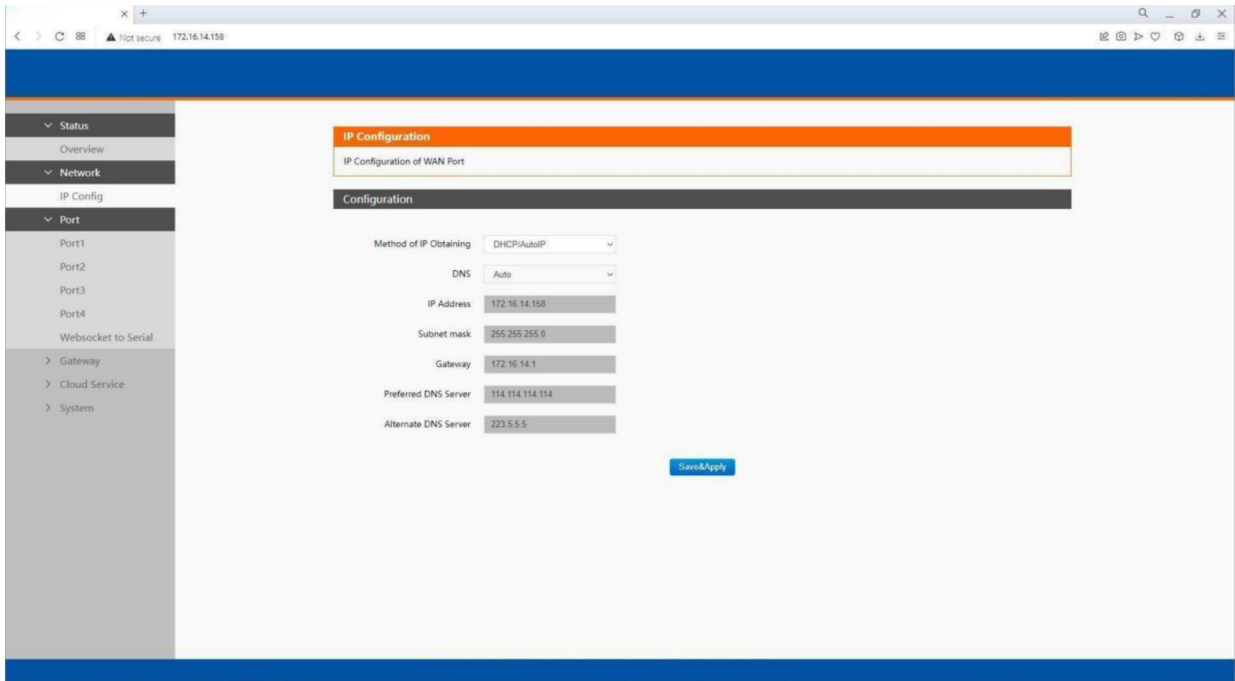 Not secure 172.16.14.158
Status
Overview
Network
IP Config
Port
Port1
Port2
Port3
Port4
Websocket to Serial
Gateway
Cloud Service
System
IP Configuration
IP Configuration of WAN Port
Configuration
Method of IP Obtaining DHCP/AutoIP
DNS Auto
IP Address 172.16.14.158
Subnet mask 255.255.255.0
Gateway 172.16.14.1
Preferred DNS Server 114.114.114.114
Alternate DNS Server 223.5.5.5
Save&Apply